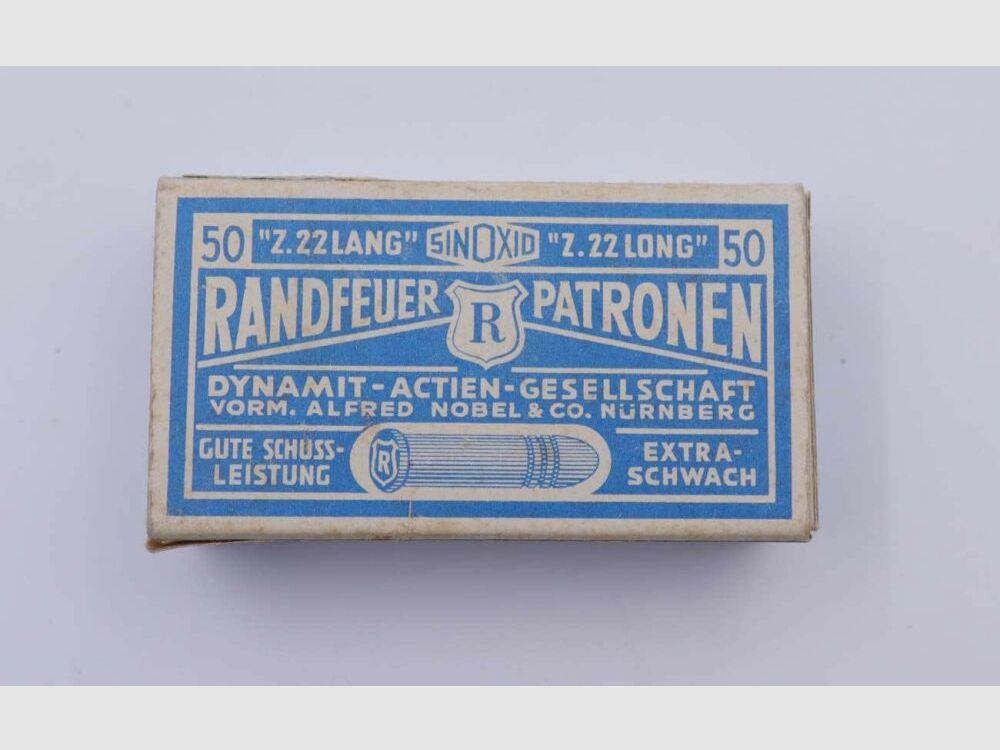 50 "Z.22 LANG" SINOXID "Z.22 LONG" 50
RANDFEUER R PATRONEN
DYNAMIT-ACTIEN-GESELLSCHAFT
VORM. ALFRED NOBEL & CO. NÜRNBERG
GUTE SCHUSS-
LEISTUNG
R
EXTRA-
SCHWACH